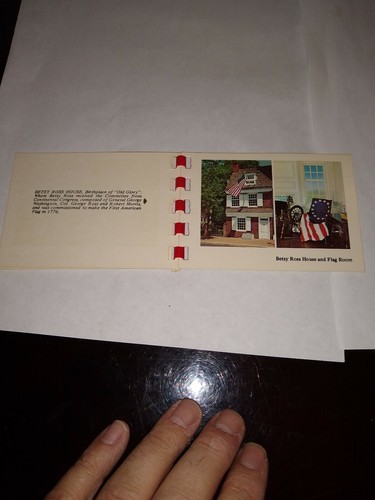 BETSY ROSS HOUSE, Birthplace of "Old Glory".
Where Betsy Ross received the Committee from
Continental Congress, composed of General George
Washington, Col. George Ross and Robert Morris,
and was commissioned to make the First American
Flag in 1776.
Betsy Ross House and Flag Room